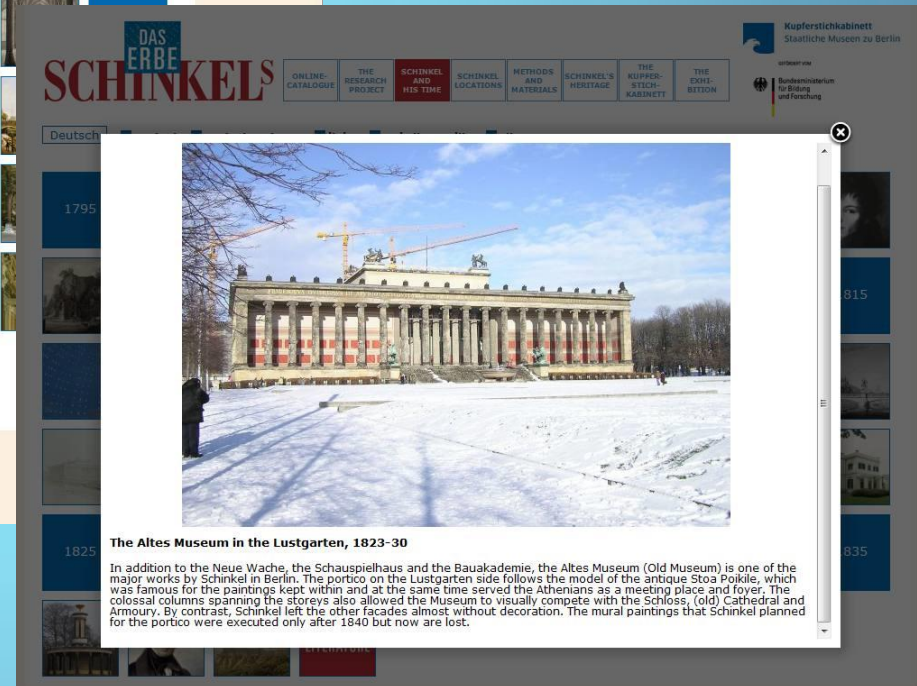 DAS
ERBE
SCHINKELS
ONLINE-
CATALOGUE
THE
RESEARCH
PROJECT
SCHINKEL
AND
HIS TIME
SCHINKEL
LOCATIONS
METHODS
AND
MATERIALS
SCHINKEL'S
HERITAGE
THE
KUPFER-
STICH-
KABINETT
THE
EXHI-
BITION
Kupferstichkabinett
Staatliche Museen zu Berlin
GEFÖRDERT VOM
Bundesministerium
für Bildung
und Forschung
Deutsch
1795
815
The Altes Museum in the Lustgarten, 1823-30
In addition to the Neue Wache, the Schauspielhaus and the Bauakademie, the Altes Museum (Old Museum) is one of the
major works by Schinkel in Berlin. The portico on the Lustgarten side follows the model of the antique Stoa Poikile, which
was famous for the paintings kept within and at the same time served the Athenians as a meeting place and foyer. The
colossal columns spanning the storeys also allowed the Museum to visually compete with the Schloss, (old) Cathedral and
Armoury. By contrast, Schinkel left the other facades almost without decoration. The mural paintings that Schinkel planned
for the portico were executed only after 1840 but now are lost.
1825
835
LITERATURE